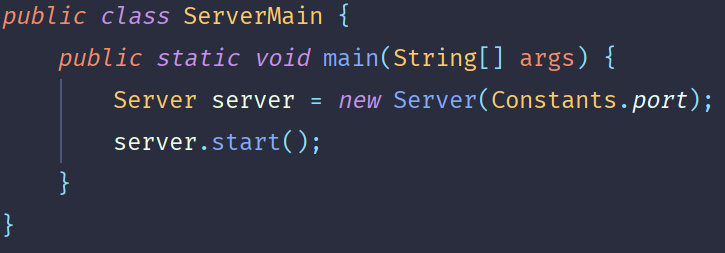 public class ServerMain {
    public static void main(String[] args) {
        Server server = new Server(Constants.port);
        server.start();
    }
}